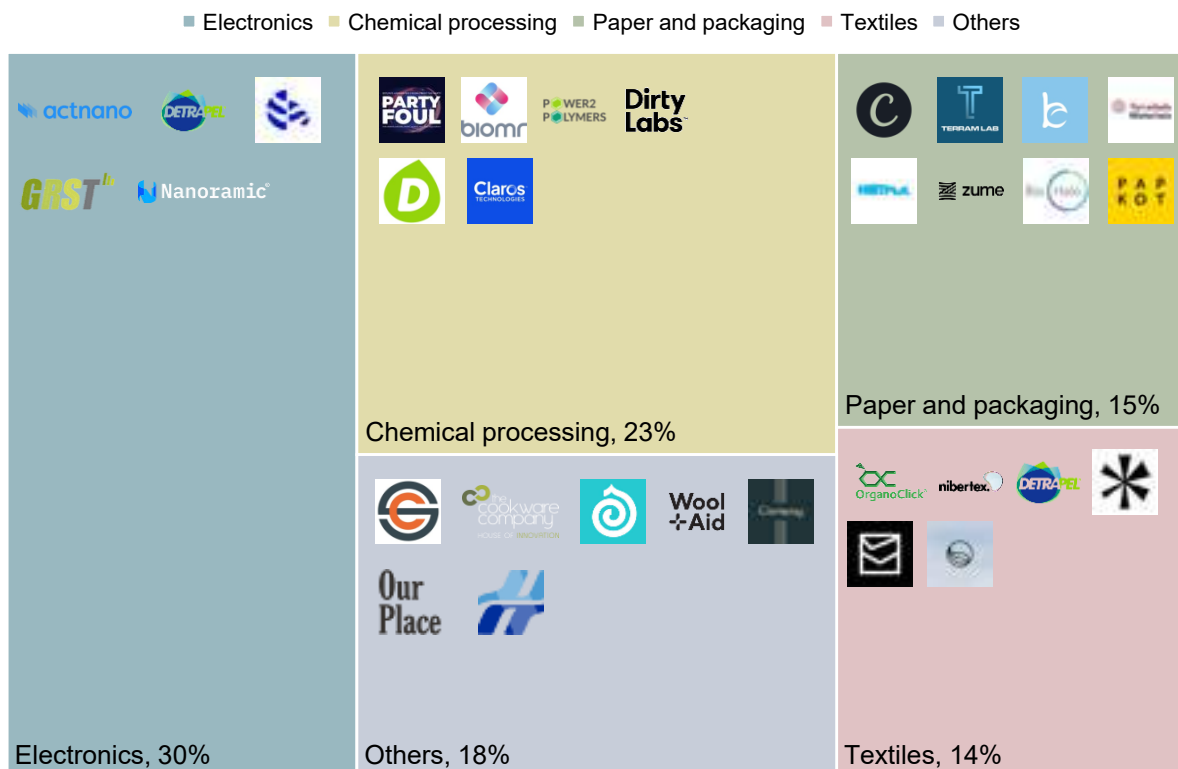 Electronics Chemical processing Paper and packaging Textiles Others
actnano
DETRAPEL
GRST
Nanoramic®
Electronics, 30%
PARTY
FOUL
biomr
POWER2
POLYMERS
Dirty
Labs™
D
Claros
TECHNOLOGIES
Chemical processing, 23%
C
TERRAM LAB
zume
PAP
KOT
Paper and packaging, 15%
the
cookware
company
HOUSE OF INNOVATION
Wool
+Aid
Our
Place
Others, 18%
OrganoClick
nibertex.
DETRAPEL
Textiles, 14%